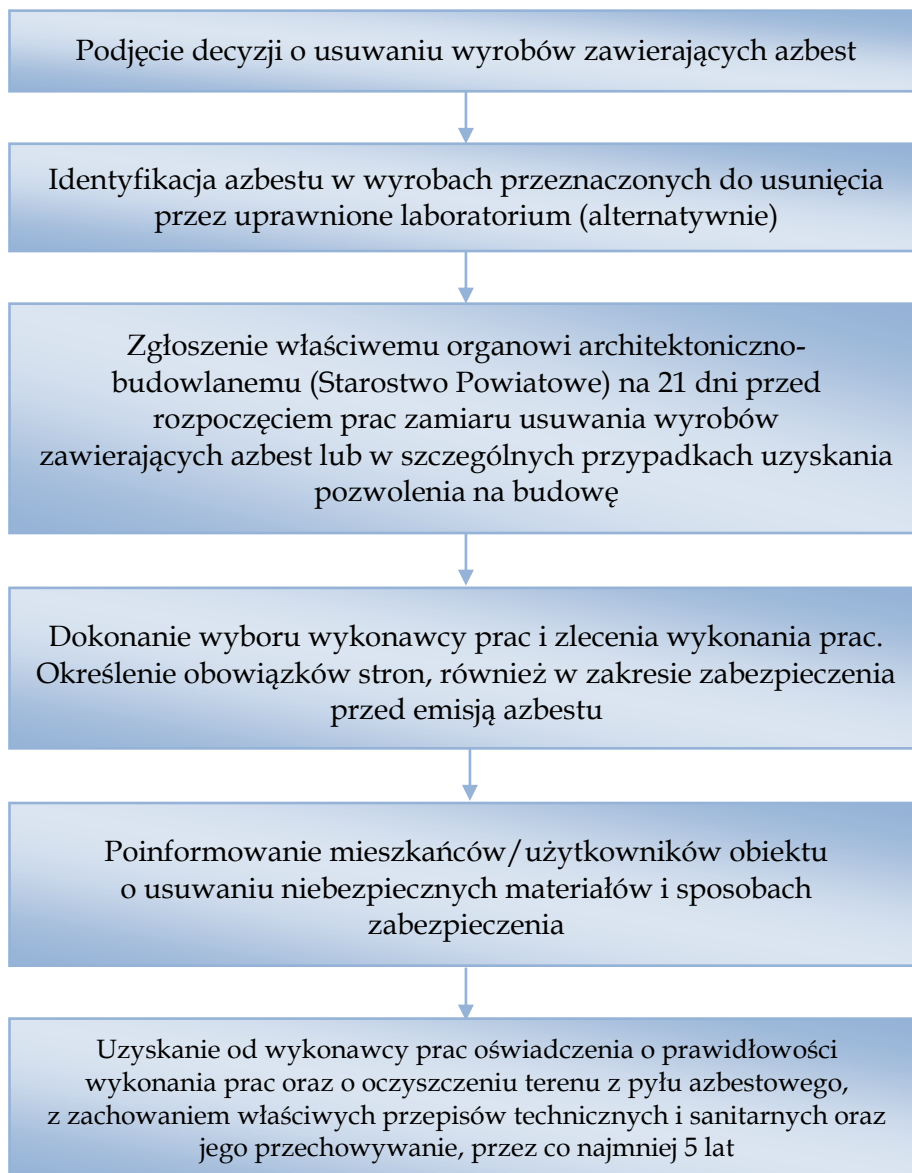 Podjęcie decyzji o usuwaniu wyrobów zawierających azbest
Identyfikacja azbestu w wyrobach przeznaczonych do usunięcia
przez uprawnione laboratorium (alternatywnie)
Zgłoszenie właściwemu organowi architektoniczno-
budowlanemu (Starostwo Powiatowe) na 21 dni przed
rozpoczęciem prac zamiaru usuwania wyrobów
zawierających azbest lub w szczególnych przypadkach uzyskania
pozwolenia na budowę
Dokonanie wyboru wykonawcy prac i zlecenia wykonania prac.
Określenie obowiązków stron, również w zakresie zabezpieczenia
przed emisją azbestu
Poinformowanie mieszkańców/użytkowników obiektu
o usuwaniu niebezpiecznych materiałów i sposobach
zabezpieczenia
Uzyskanie od wykonawcy prac oświadczenia o prawidłowości
wykonania prac oraz o oczyszczeniu terenu z pyłu azbestowego,
z zachowaniem właściwych przepisów technicznych i sanitarnych oraz
jego przechowywanie, przez co najmniej 5 lat